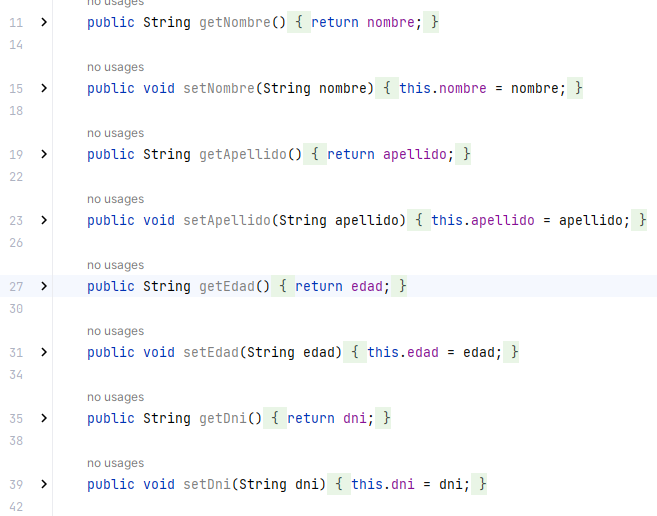 no usages
11 public String getNombre() { return nombre; }
14
no usages
15 public void setNombre(String nombre) { this.nombre = nombre; }
18
no usages
19 public String getApellido() { return apellido; }
22
no usages
23 public void setApellido(String apellido) { this.apellido = apellido; }
26
no usages
27 public String getEdad() { return edad; }
30
no usages
31 public void setEdad(String edad) { this.edad = edad; }
34
no usages
35 public String getDni() { return dni; }
38
no usages
39 public void setDni(String dni) { this.dni = dni; }
42